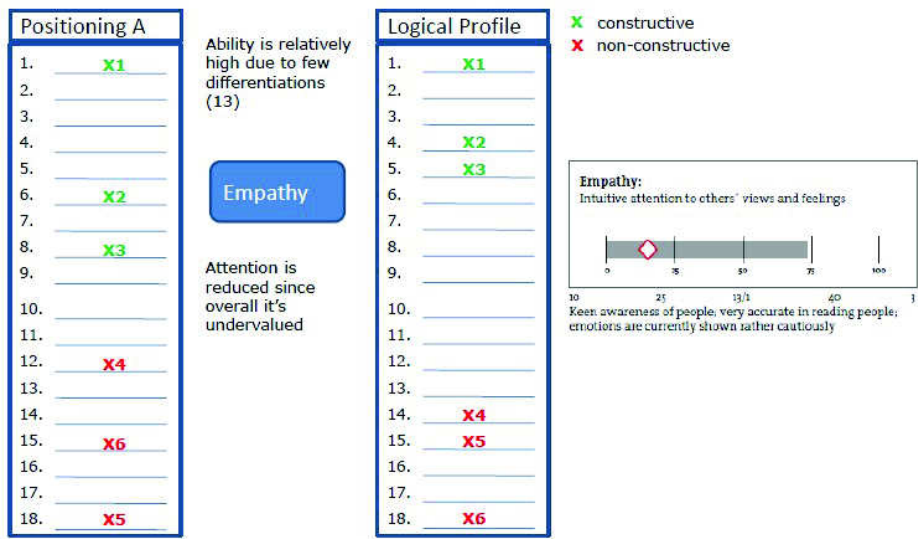 Positioning A
1. X1
2.
3.
4.
5.
6. X2
7.
8. X3
9.
10.
11.
12. X4
13.
14.
15. X6
16.
17.
18. X5
Ability is relatively
high due to few
differentiations
(13)
Empathy
Attention is
reduced since
overall it's
undervalued
Logical Profile
1. X1
2.
3.
4. X2
5. X3
6.
7.
8.
9.
10.
11.
12.
13.
14. X4
15. X5
16.
17.
18. X6
X constructive
X non-constructive
Empathy:
Intuitive attention to others' views and feelings
0 25 50 75 100
10 25 13/1 40 3
Keen awareness of people; very accurate in reading people;
emotions are currently shown rather cautiously